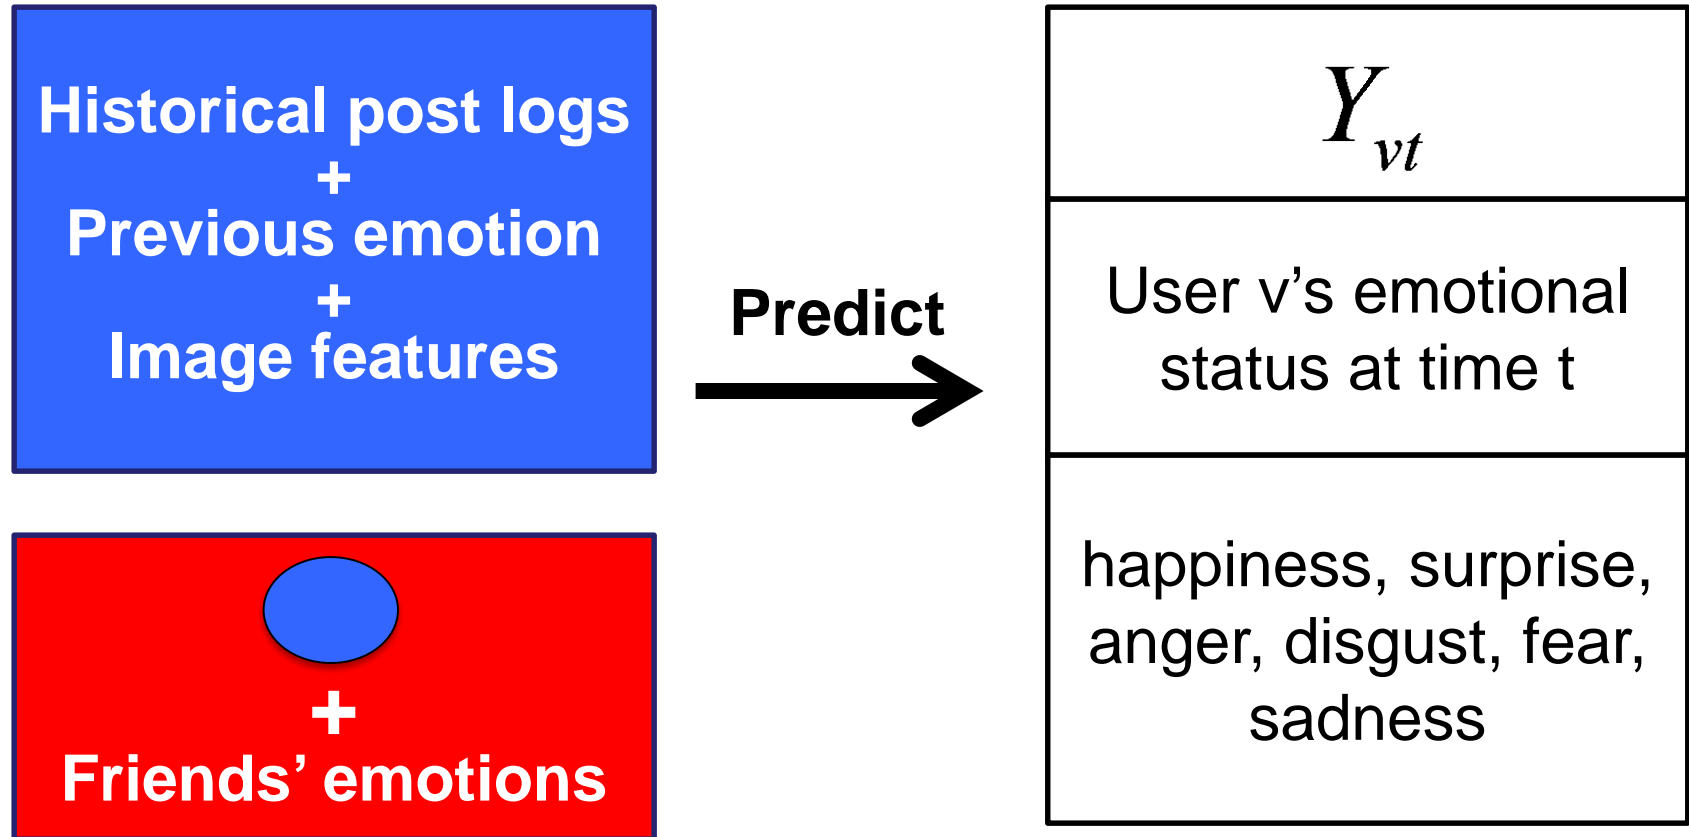 Historical post logs
+
Previous emotion
+
Image features
+
Friends’ emotions
Predict
Y_{vt}
User v’s emotional
status at time t
happiness, surprise,
anger, disgust, fear,
sadness